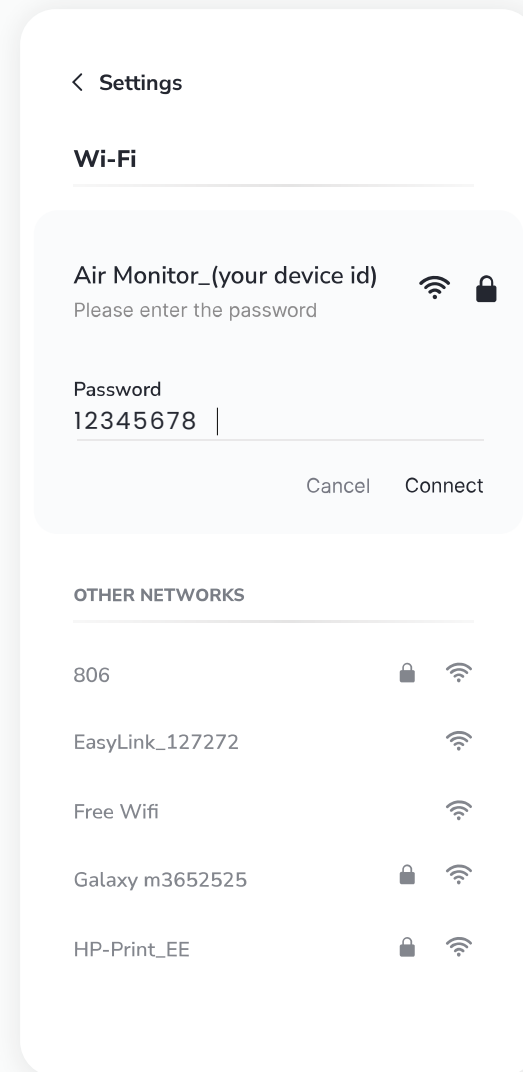 Settings
Wi-Fi
Air Monitor_(your device id)
Please enter the password
Password
12345678
Cancel Connect
OTHER NETWORKS
806
EasyLink_127272
Free Wifi
Galaxy m3652525
HP-Print_EE